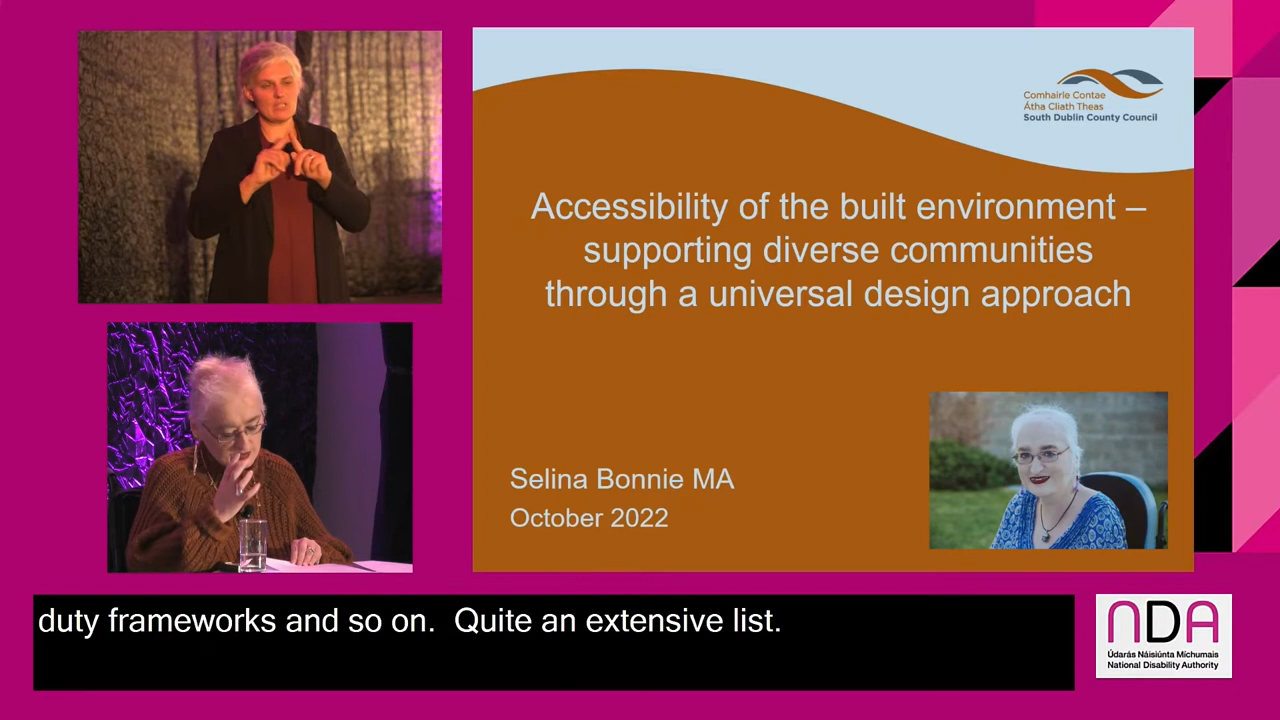 Comhairle Contae
Átha Cliath Theas
South Dublin County Council
Accessibility of the built environment –
supporting diverse communities
through a universal design approach
Selina Bonnie MA
October 2022
duty frameworks and so on.  Quite an extensive list.
NDA
Údarás Náisiúnta Míchumais
National Disability Authority